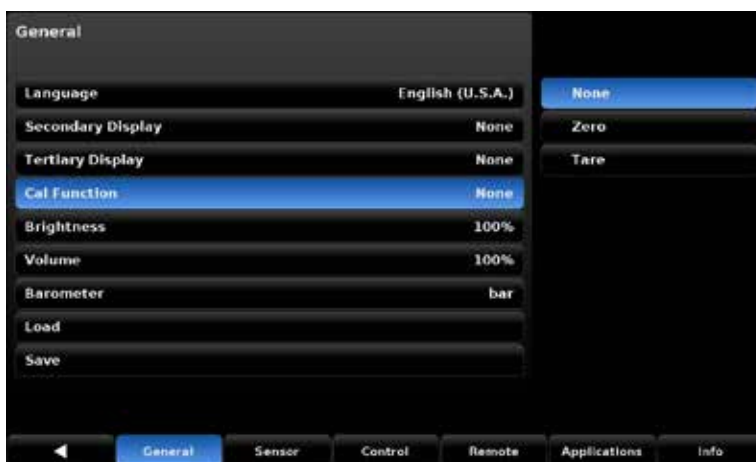 General
Language English (U.S.A.)
Secondary Display None
Tertiary Display None
Cal Function None
Brightness 100%
Volume 100%
Barometer bar
Load
Save
None
Zero
Tare
General Sensor Control Remote Applications Info